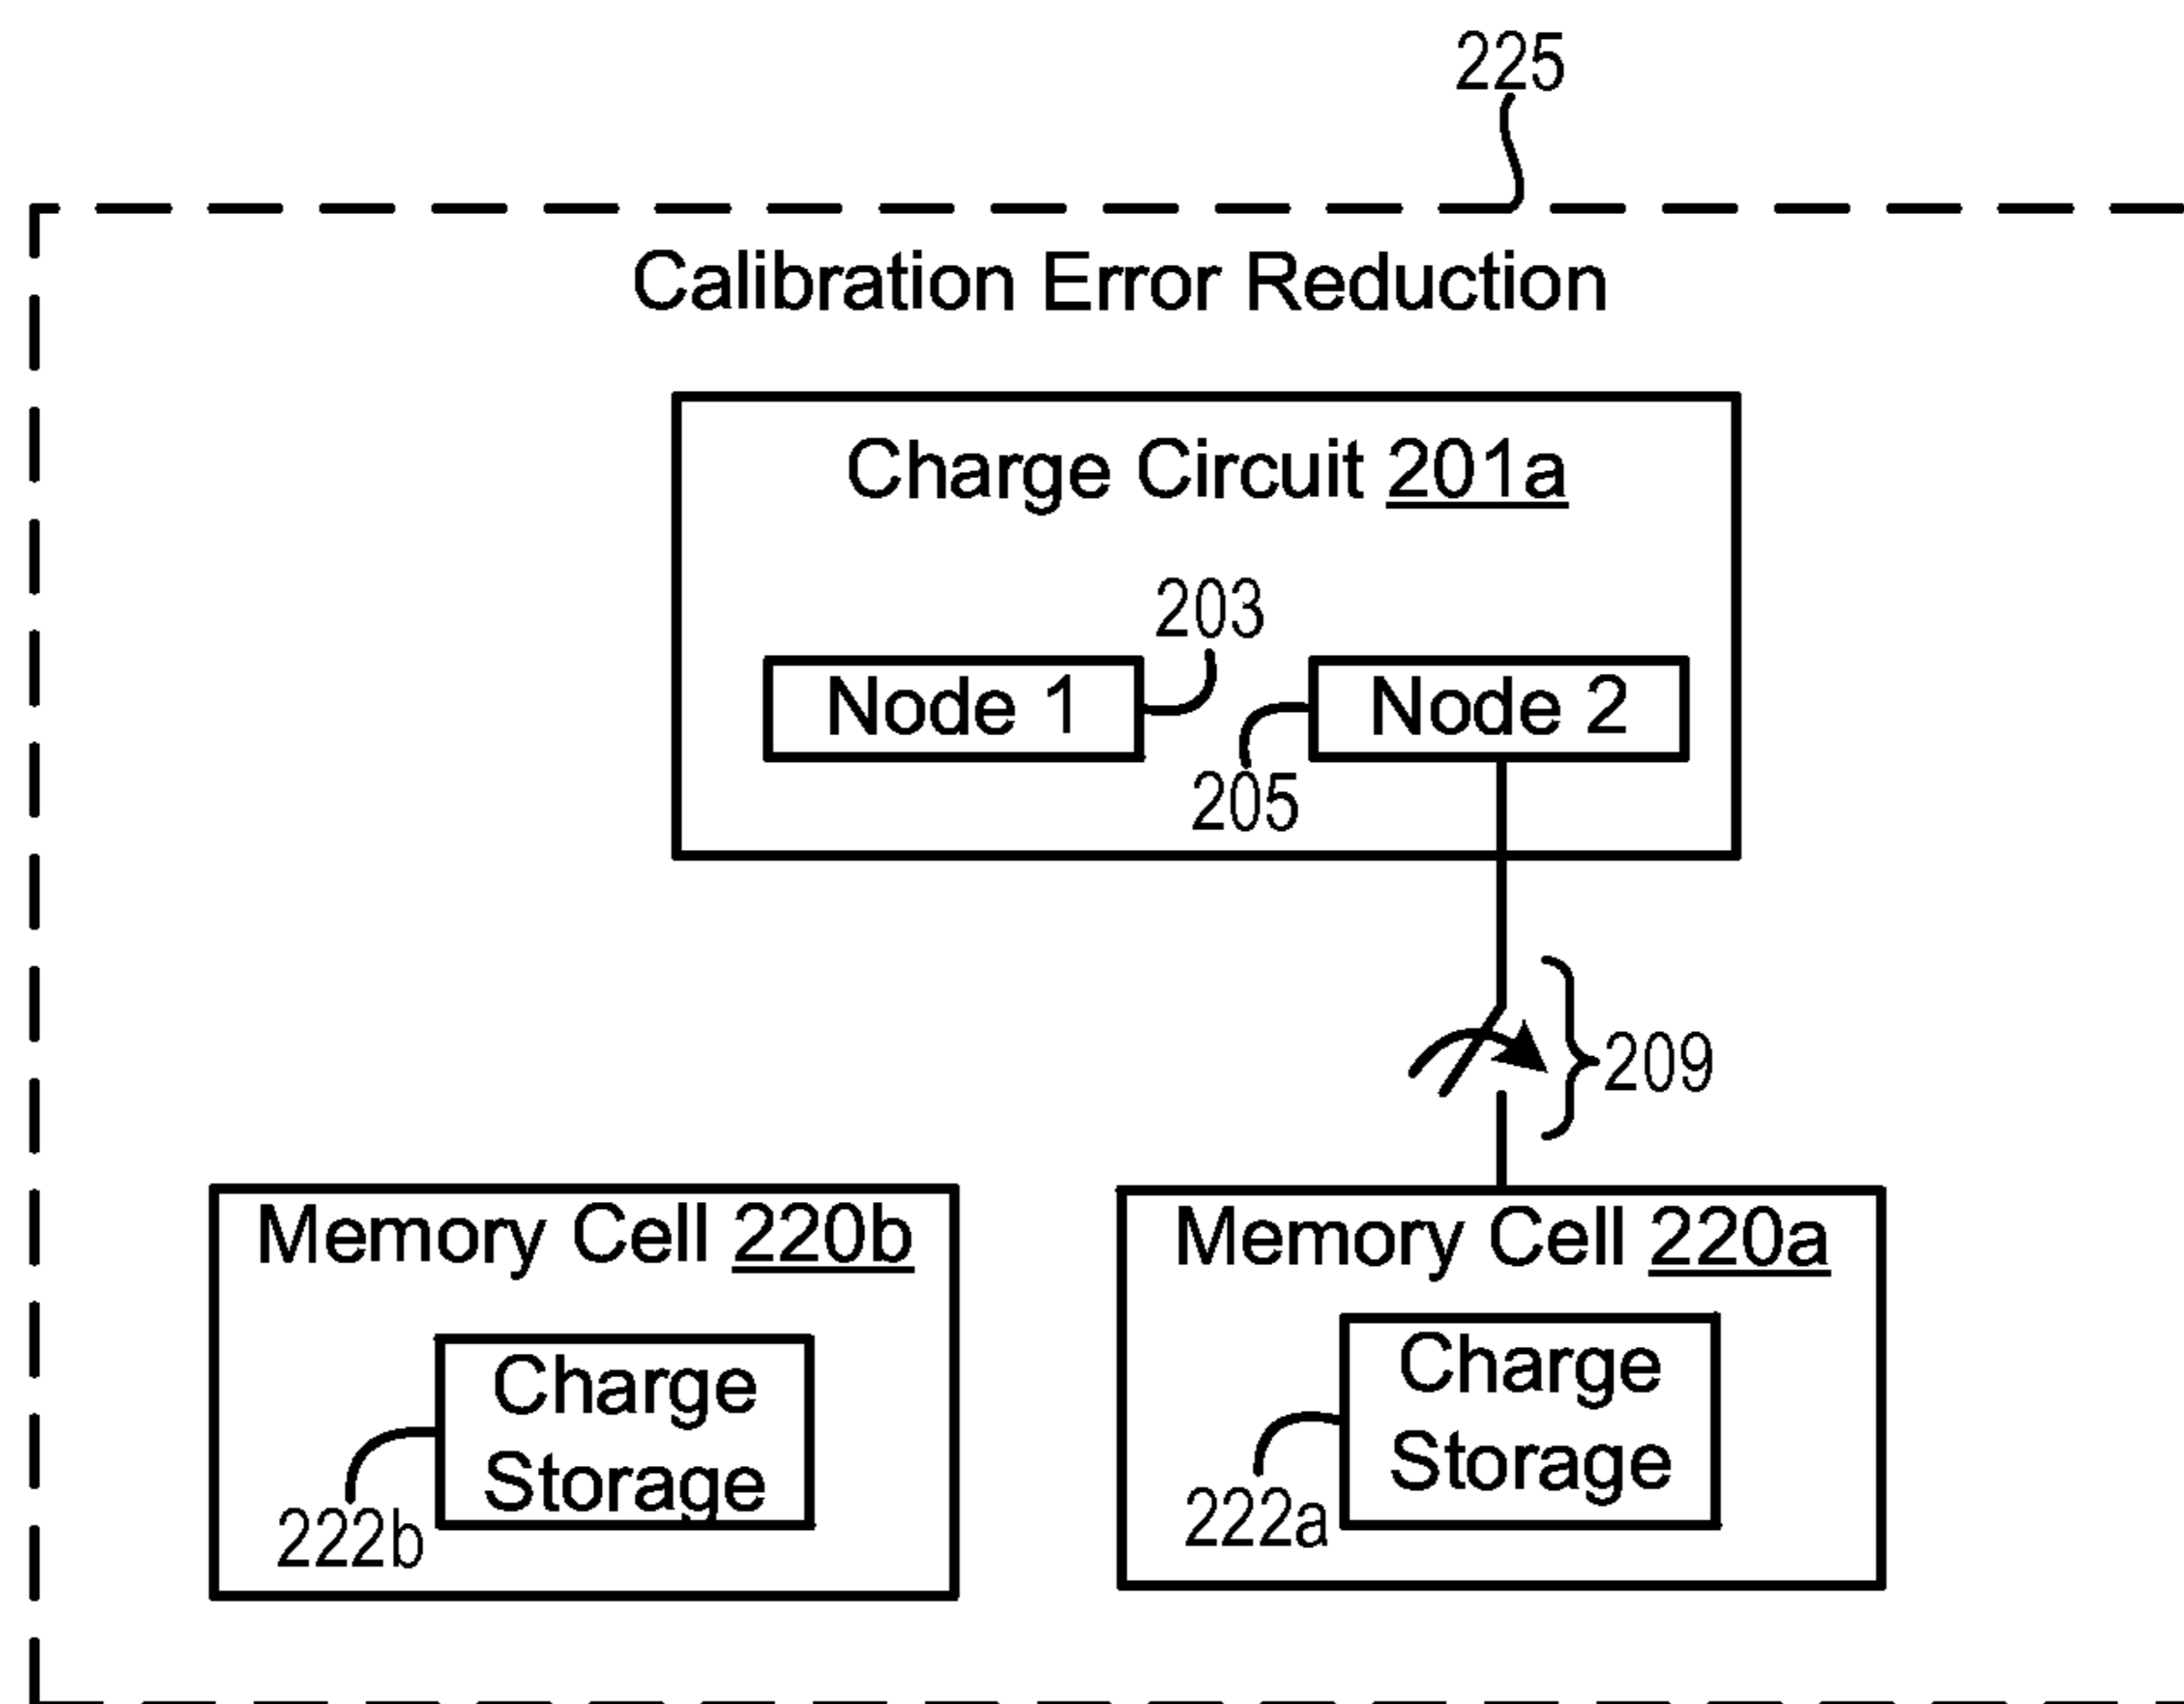 225
Calibration Error Reduction
Charge Circuit 201a
203
Node 1
Node 2
205
209
Memory Cell 220b
Charge
Storage
222b
Memory Cell 220a
Charge
Storage
222a